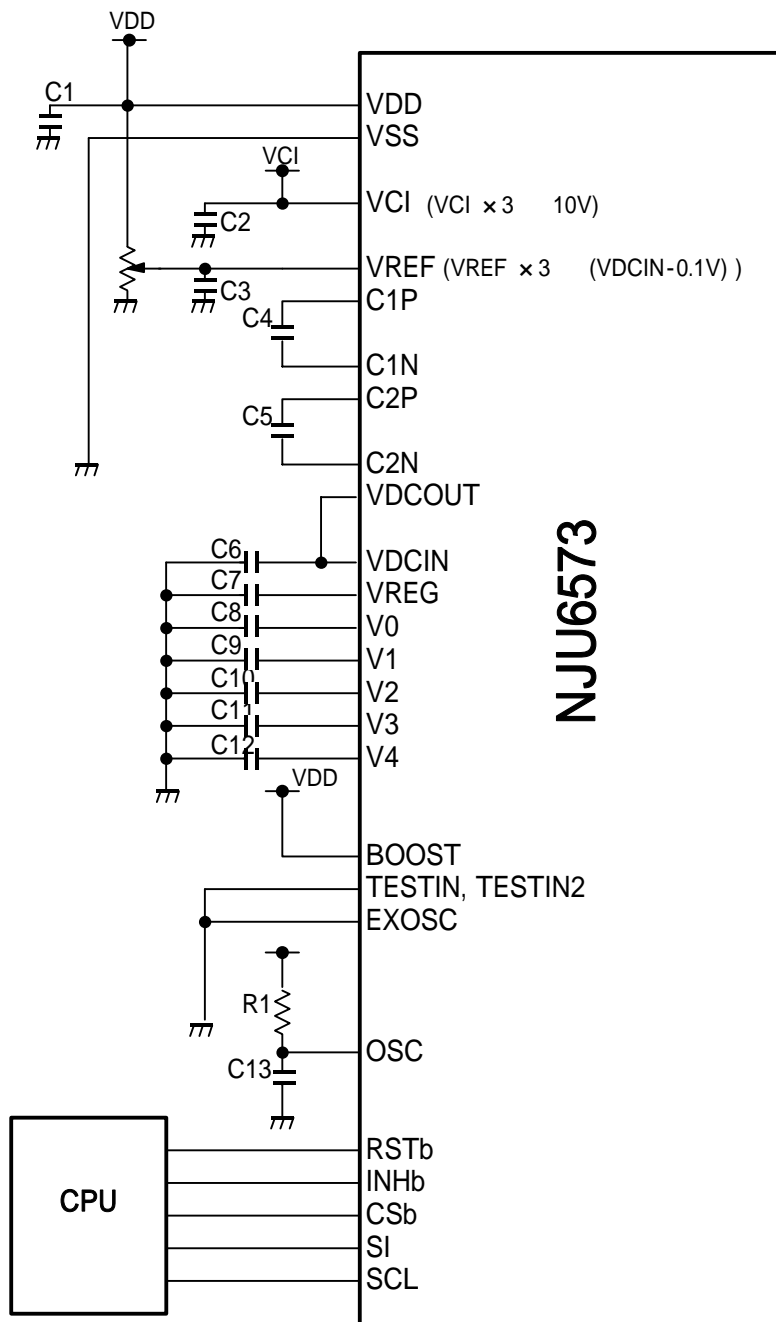 VDD
C1
VDD
VSS
VCI
VCI (VCI × 3 10V)
C2
VREF (VREF × 3 (VDCIN-0.1V) )
C3
C1P
C4
C1N
C2P
C5
C2N
VDCOUT
C6
VDCIN
C7
VREG
C8
V0
C9
V1
C10
V2
C11
V3
C12
V4
NJU6573
VDD
BOOST
TESTIN, TESTIN2
EXOSC
R1
OSC
C13
CPU
RSTb
INHb
CSb
SI
SCL